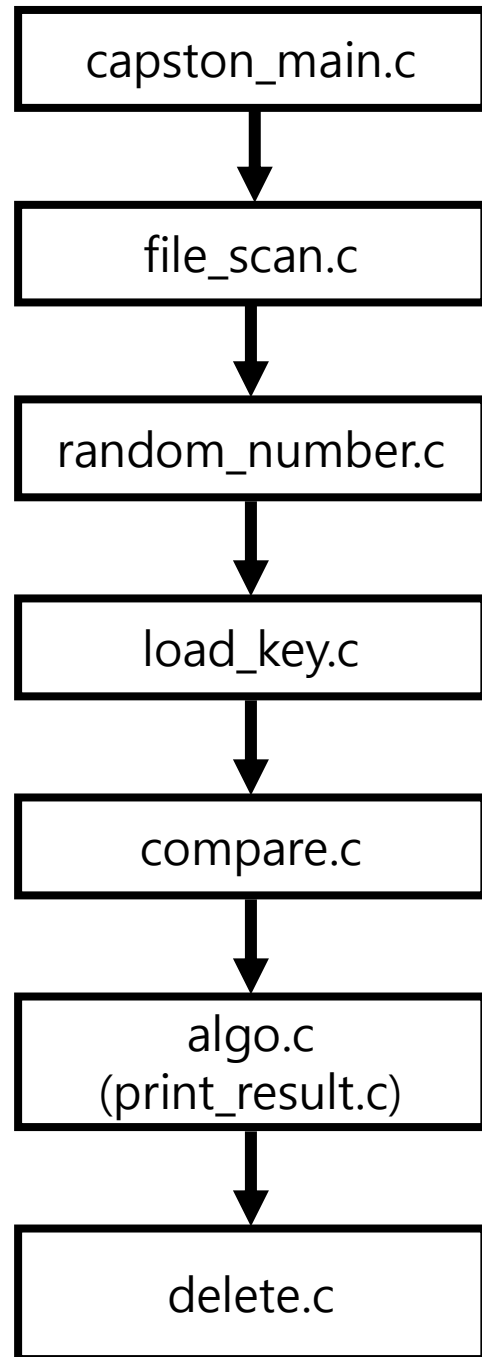 capston_main.c
file_scan.c
random_number.c
load_key.c
compare.c
algo.c
(print_result.c)
delete.c